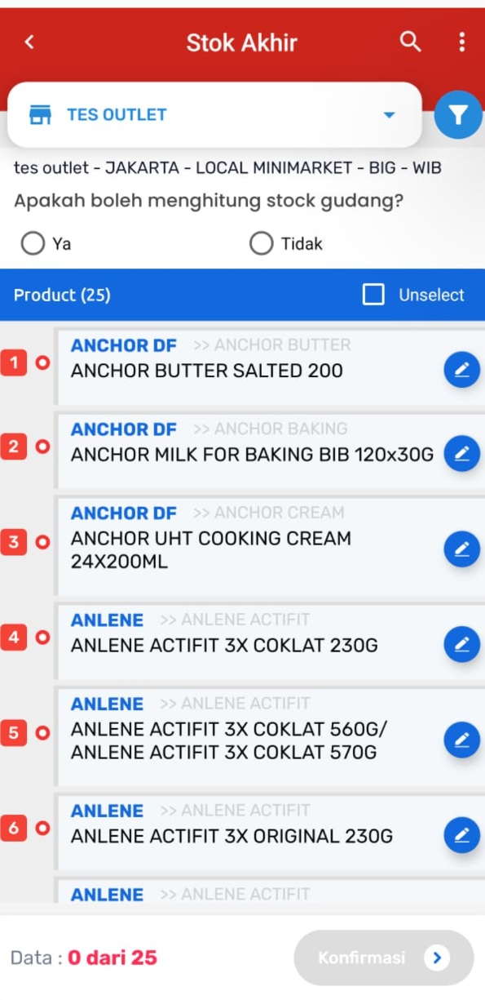 Stok Akhir
TES OUTLET
tes outlet - JAKARTA - LOCAL MINIMARKET - BIG - WIB
Apakah boleh menghitung stock gudang?
Ya Tidak
Product (25) Unselect
ANCHOR DF >> ANCHOR BUTTER
1 ANCHOR BUTTER SALTED 200
ANCHOR DF >> ANCHOR BAKING
2 ANCHOR MILK FOR BAKING BIB 120x30G
ANCHOR DF >> ANCHOR CREAM
3 ANCHOR UHT COOKING CREAM
24X200ML
ANLENE >> ANLENE ACTIFIT
4 ANLENE ACTIFIT 3X COKLAT 230G
ANLENE >> ANLENE ACTIFIT
5 ANLENE ACTIFIT 3X COKLAT 560G/
ANLENE ACTIFIT 3X COKLAT 570G
ANLENE >> ANLENE ACTIFIT
6 ANLENE ACTIFIT 3X ORIGINAL 230G
ANLENE >> ANLENE ACTIFIT
Data : 0 dari 25 Konfirmasi